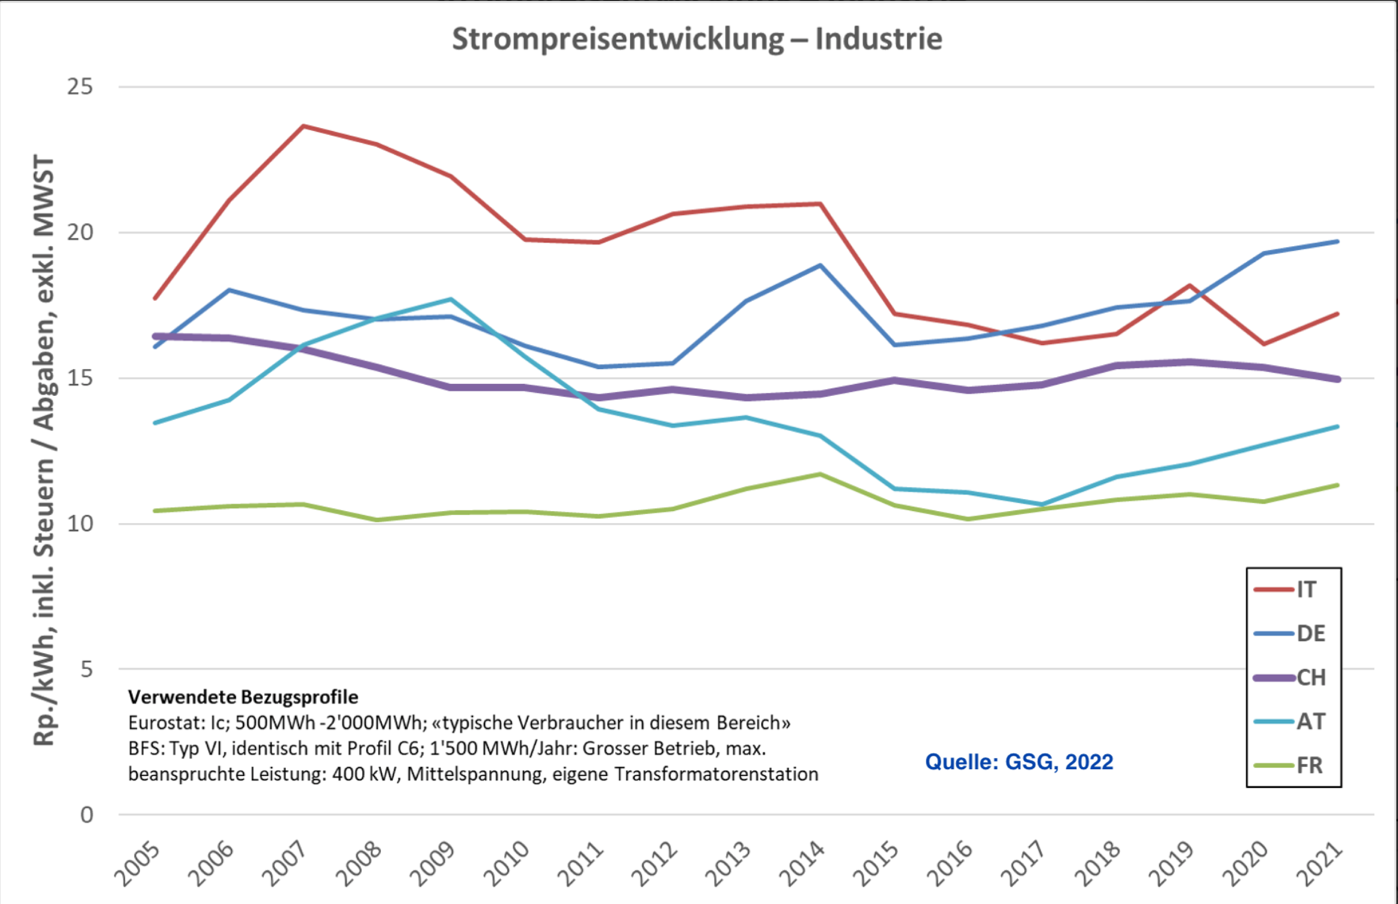 Strompreisentwicklung – Industrie
Rp./kWh, inkl. Steuern / Abgaben, exkl. MWST
25
20
15
10
5
0
IT
DE
CH
AT
FR
Verwendete Bezugsprofile
Eurostat: Ic; 500MWh -2'000MWh; «typische Verbraucher in diesem Bereich»
BFS: Typ VI, identisch mit Profil C6; 1'500 MWh/Jahr: Grosser Betrieb, max.
beanspruchte Leistung: 400 kW, Mittelspannung, eigene Transformatorenstation
Quelle: GSG, 2022
2005 2006 2007 2008 2009 2010 2011 2012 2013 2014 2015 2016 2017 2018 2019 2020 2021